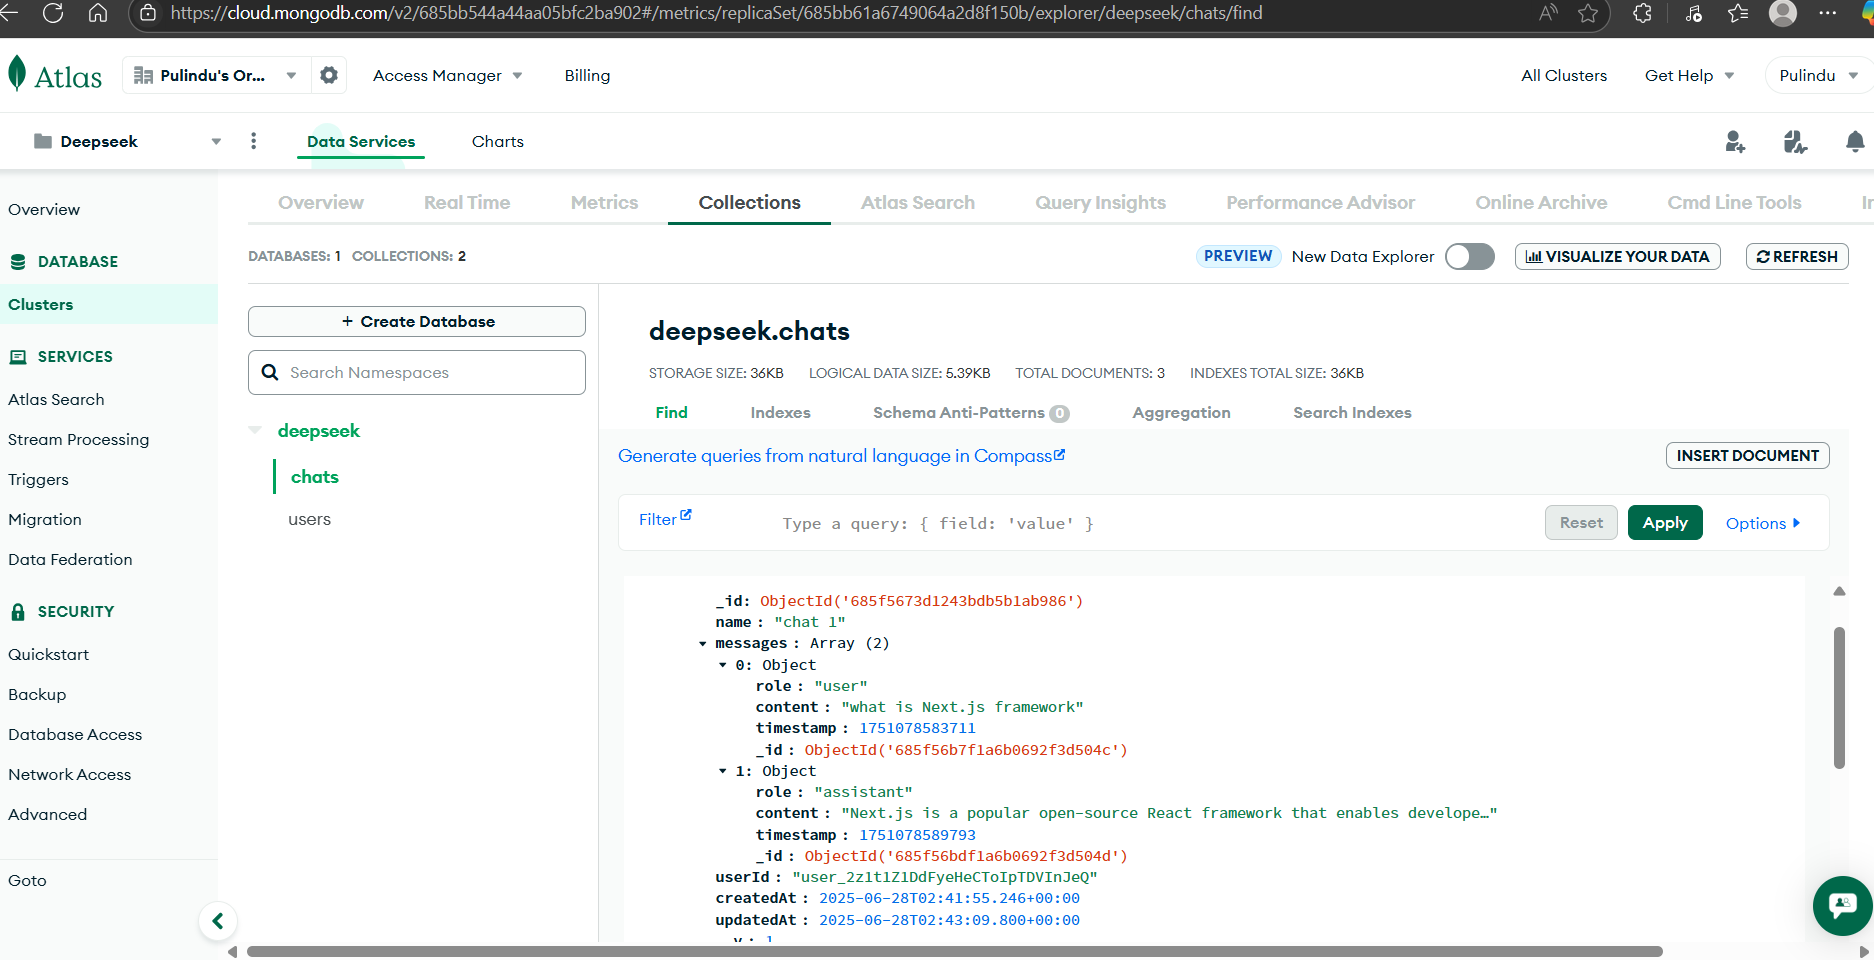 https://cloud.mongodb.com/v2/685bb544a44aa05bfc2ba902#/metrics/replicaSet/685bb61a6749064a2d8f150b/explorer/deepseek/chats/find
Atlas
Pulindu's Or...
Access Manager
Billing
All Clusters
Get Help
Pulindu
Deepseek
Data Services
Charts
Overview
DATABASE
Clusters
SERVICES
Atlas Search
Stream Processing
Triggers
Migration
Data Federation
SECURITY
Quickstart
Backup
Database Access
Network Access
Advanced
Goto
Overview
Real Time
Metrics
Collections
Atlas Search
Query Insights
Performance Advisor
Online Archive
Cmd Line Tools
DATABASES: 1 COLLECTIONS: 2
PREVIEW New Data Explorer
VISUALIZE YOUR DATA
REFRESH
+ Create Database
Search Namespaces
deepseek
chats
users
deepseek.chats
STORAGE SIZE: 36KB LOGICAL DATA SIZE: 5.39KB TOTAL DOCUMENTS: 3 INDEXES TOTAL SIZE: 36KB
Find
Indexes
Schema Anti-Patterns 0
Aggregation
Search Indexes
Generate queries from natural language in Compass
INSERT DOCUMENT
Filter
Type a query: { field: 'value' }
Reset
Apply
Options
_id: ObjectId('685f5673d1243bdb5b1ab986')
name : "chat 1"
messages : Array (2)
0: Object
role : "user"
content : "what is Next.js framework"
timestamp : 1751078583711
_id : ObjectId('685f56b7f1a6b0692f3d504c')
1: Object
role : "assistant"
content : "Next.js is a popular open-source React framework that enables develope…"
timestamp : 1751078589793
_id : ObjectId('685f56bdf1a6b0692f3d504d')
userId : "user_2z1t1Z1DdFyeHeCToIpTDVInJeQ"
createdAt : 2025-06-28T02:41:55.246+00:00
updatedAt : 2025-06-28T02:43:09.800+00:00